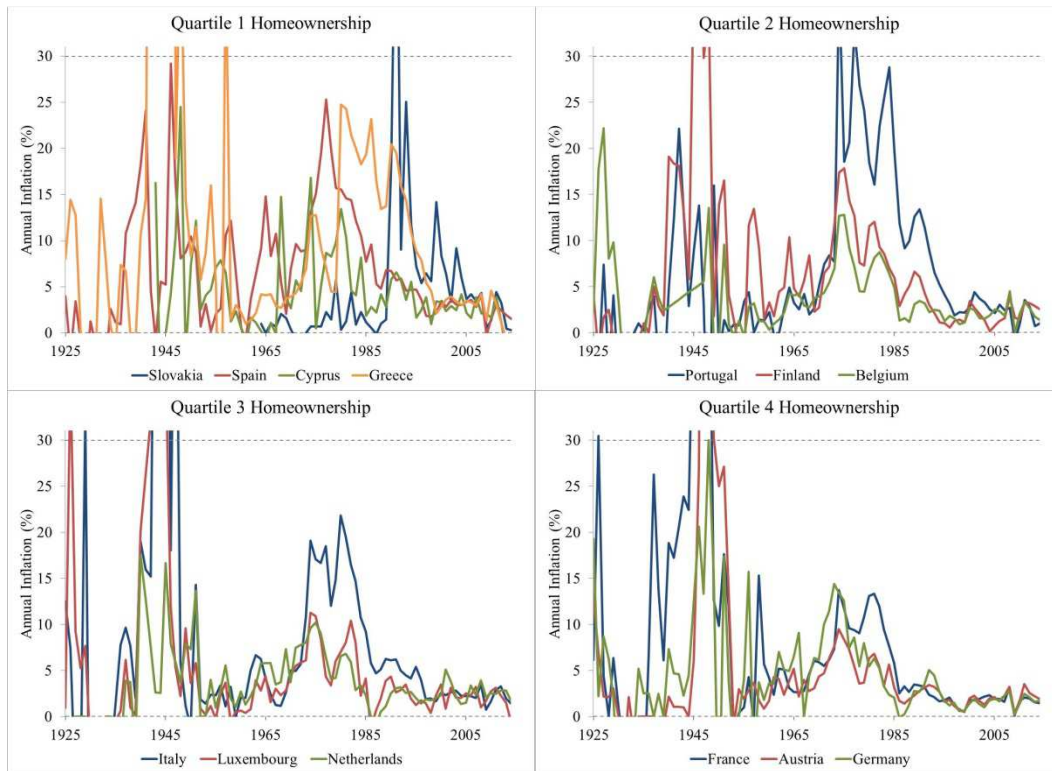 Quartile 1 Homeownership
Annual Inflation (%)
30
25
20
15
10
5
0
1925 1945 1965 1985 2005
Slovakia Spain Cyprus Greece
Quartile 2 Homeownership
Annual Inflation (%)
30
25
20
15
10
5
0
1925 1945 1965 1985 2005
Portugal Finland Belgium
Quartile 3 Homeownership
Annual Inflation (%)
30
25
20
15
10
5
0
1925 1945 1965 1985 2005
Italy Luxembourg Netherlands
Quartile 4 Homeownership
Annual Inflation (%)
30
25
20
15
10
5
0
1925 1945 1965 1985 2005
France Austria Germany